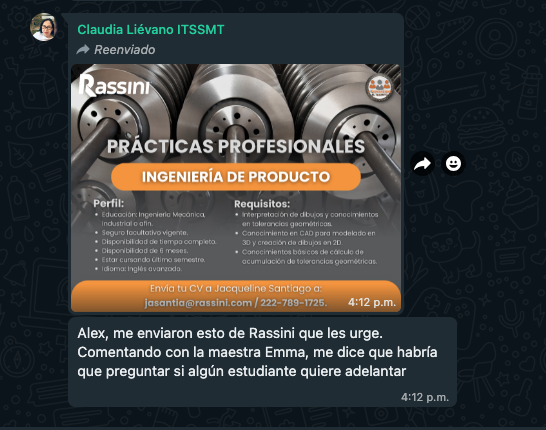 Claudia Liévano ITSSMT
Reenviado
Rassini
PRÁCTICAS PROFESIONALES
INGENIERÍA DE PRODUCTO
Perfil:
• Educación: Ingeniería Mecánica, Industrial o afín.
• Seguro facultativo vigente.
• Disponibilidad de tiempo completo.
• Disponibilidad de 6 meses.
• Estar cursando último semestre.
• Idioma: Inglés avanzado.
Requisitos:
• Interpretación de dibujos y conocimientos
en tolerancias geométricas.
• Conocimiento en CAD para modelado en
3D y creación de dibujos en 2D.
• Conocimientos básicos de cálculo de
acumulación de tolerancias geométricas.
Envía tu CV a Jacqueline Santiago a:
jasantia@rassini.com / 222-789-1725.
4:12 p.m.
Alex, me enviaron esto de Rassini que les urge.
Comentando con la maestra Emma, me dice que habría
que preguntar si algún estudiante quiere adelantar
4:12 p.m.